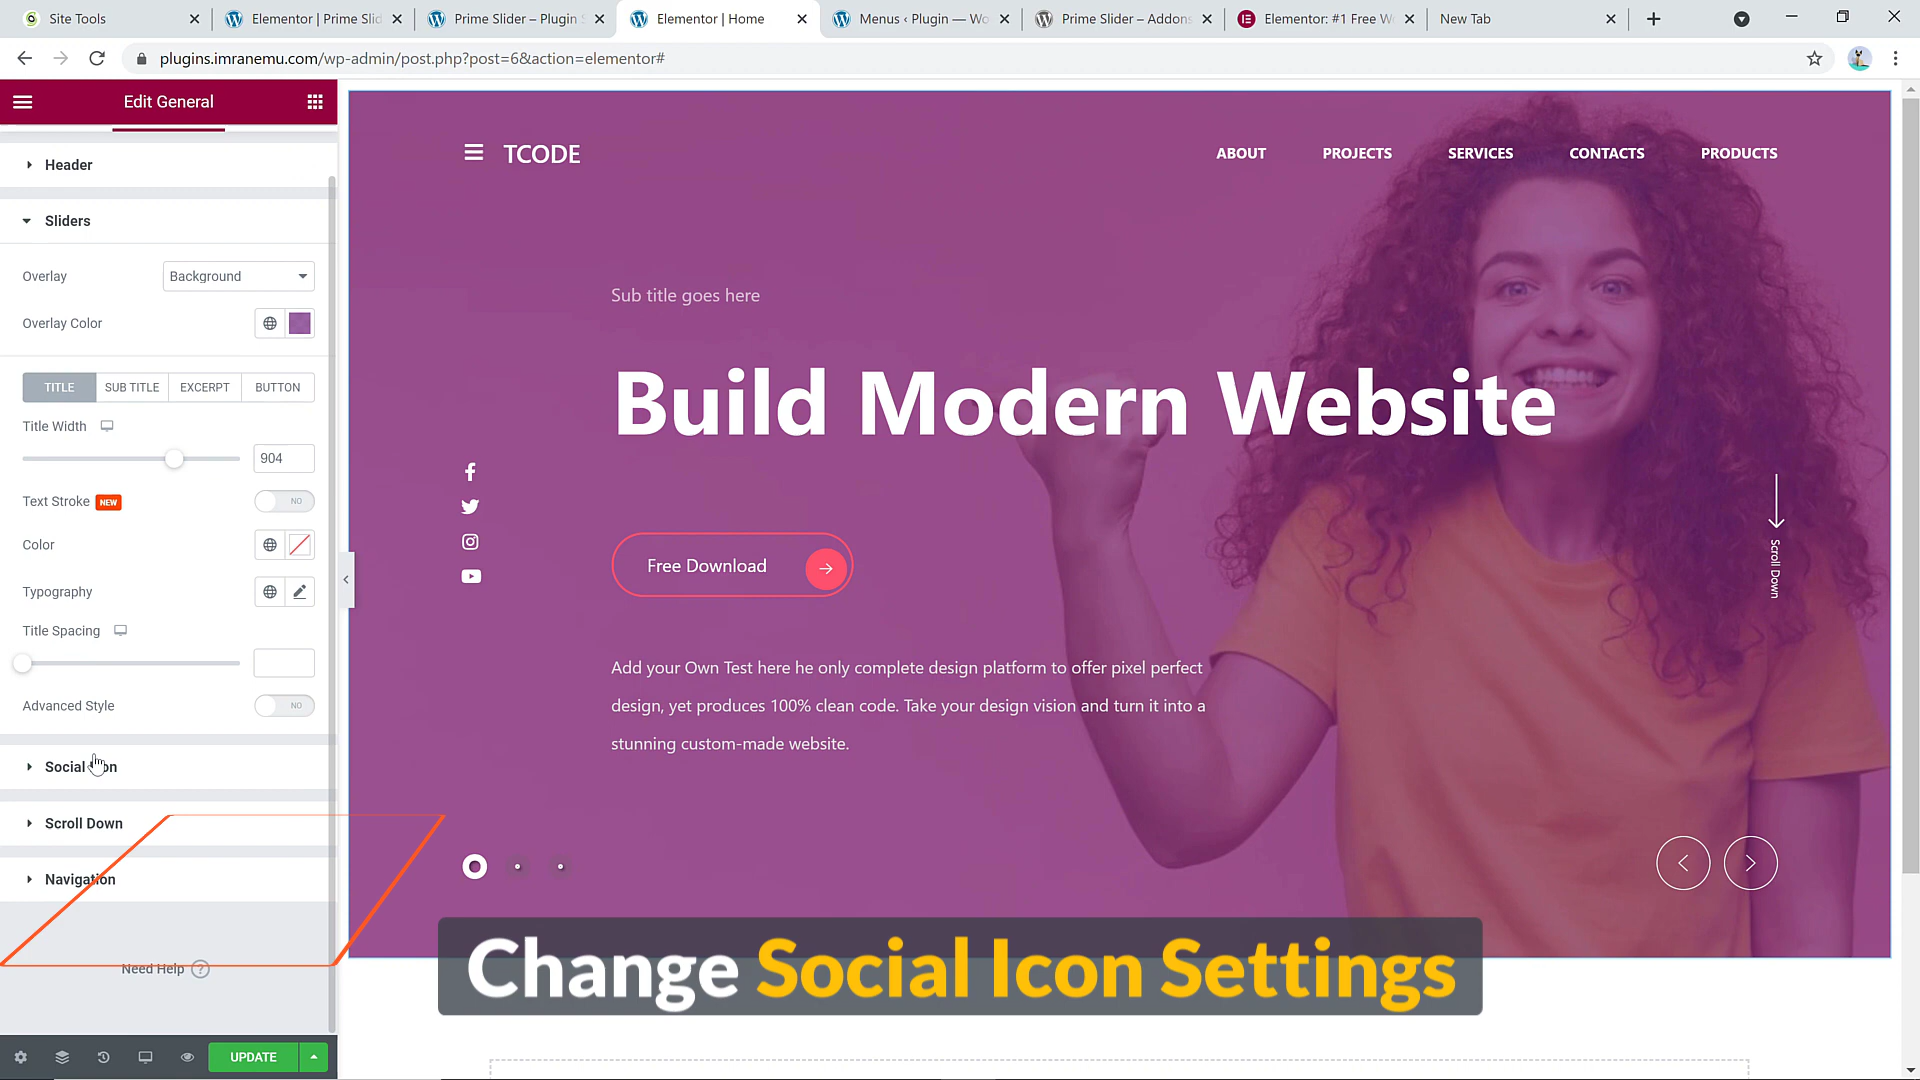 Site Tools
Elementor | Prime Slid
Prime Slider – Plugin S
Elementor | Home
Menus ‹ Plugin — Wo
Prime Slider – Addons
Elementor: #1 Free W
New Tab
plugins.imranemu.com/wp-admin/post.php?post=6&action=elementor#
Edit General
Header
Sliders
Overlay
Background
Overlay Color
TITLE
SUB TITLE
EXCERPT
BUTTON
Title Width
904
Text Stroke NEW
NO
Color
Typography
Title Spacing
Advanced Style
NO
Social Icon
Scroll Down
Navigation
Need Help ?
UPDATE
TCODE
ABOUT
PROJECTS
SERVICES
CONTACTS
PRODUCTS
Sub title goes here
Build Modern Website
Free Download
Scroll Down
Add your Own Test here he only complete design platform to offer pixel perfect
design, yet produces 100% clean code. Take your design vision and turn it into a
stunning custom-made website.
Change Social Icon Settings